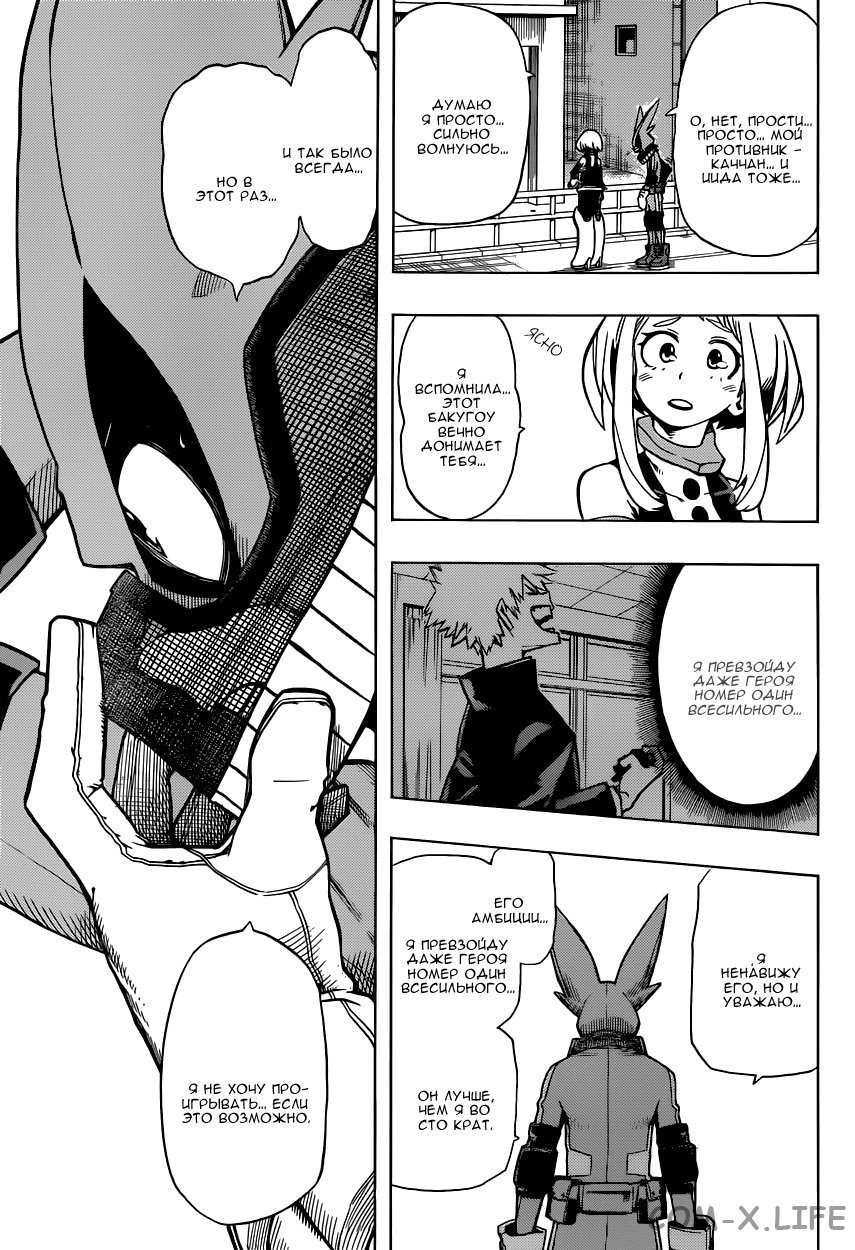 О, НЕТ, ПРОСТИ...
ПРОСТО... МОЙ
ПРОТИВНИК -
КАЧЧАН... И
ИИДА ТОЖЕ...
ДУМАЮ
Я ПРОСТО...
СИЛЬНО
ВОЛНУЮСЬ...
ЯСНО
Я
ВСПОМНИЛА...
ЭТОТ
БАКУГОУ
ВЕЧНО
ДОНИМАЕТ
ТЕБЯ...
Я ПРЕВЗОЙДУ
ДАЖЕ ГЕРОЯ
НОМЕР ОДИН
ВСЕСИЛЬНОГО...
Я
НЕНАВИЖУ
ЕГО, НО И
УВАЖАЮ...
ЕГО
АМБИЦИИ...
Я ПРЕВЗОЙДУ
ДАЖЕ ГЕРОЯ
НОМЕР ОДИН
ВСЕСИЛЬНОГО...
ОН ЛУЧШЕ,
ЧЕМ Я ВО
СТО КРАТ.
И ТАК БЫЛО
ВСЕГДА...
НО В
ЭТОТ РАЗ...
Я НЕ ХОЧУ ПРО-
ИГРЫВАТЬ... ЕСЛИ
ЭТО ВОЗМОЖНО.
COM-X.LIFE